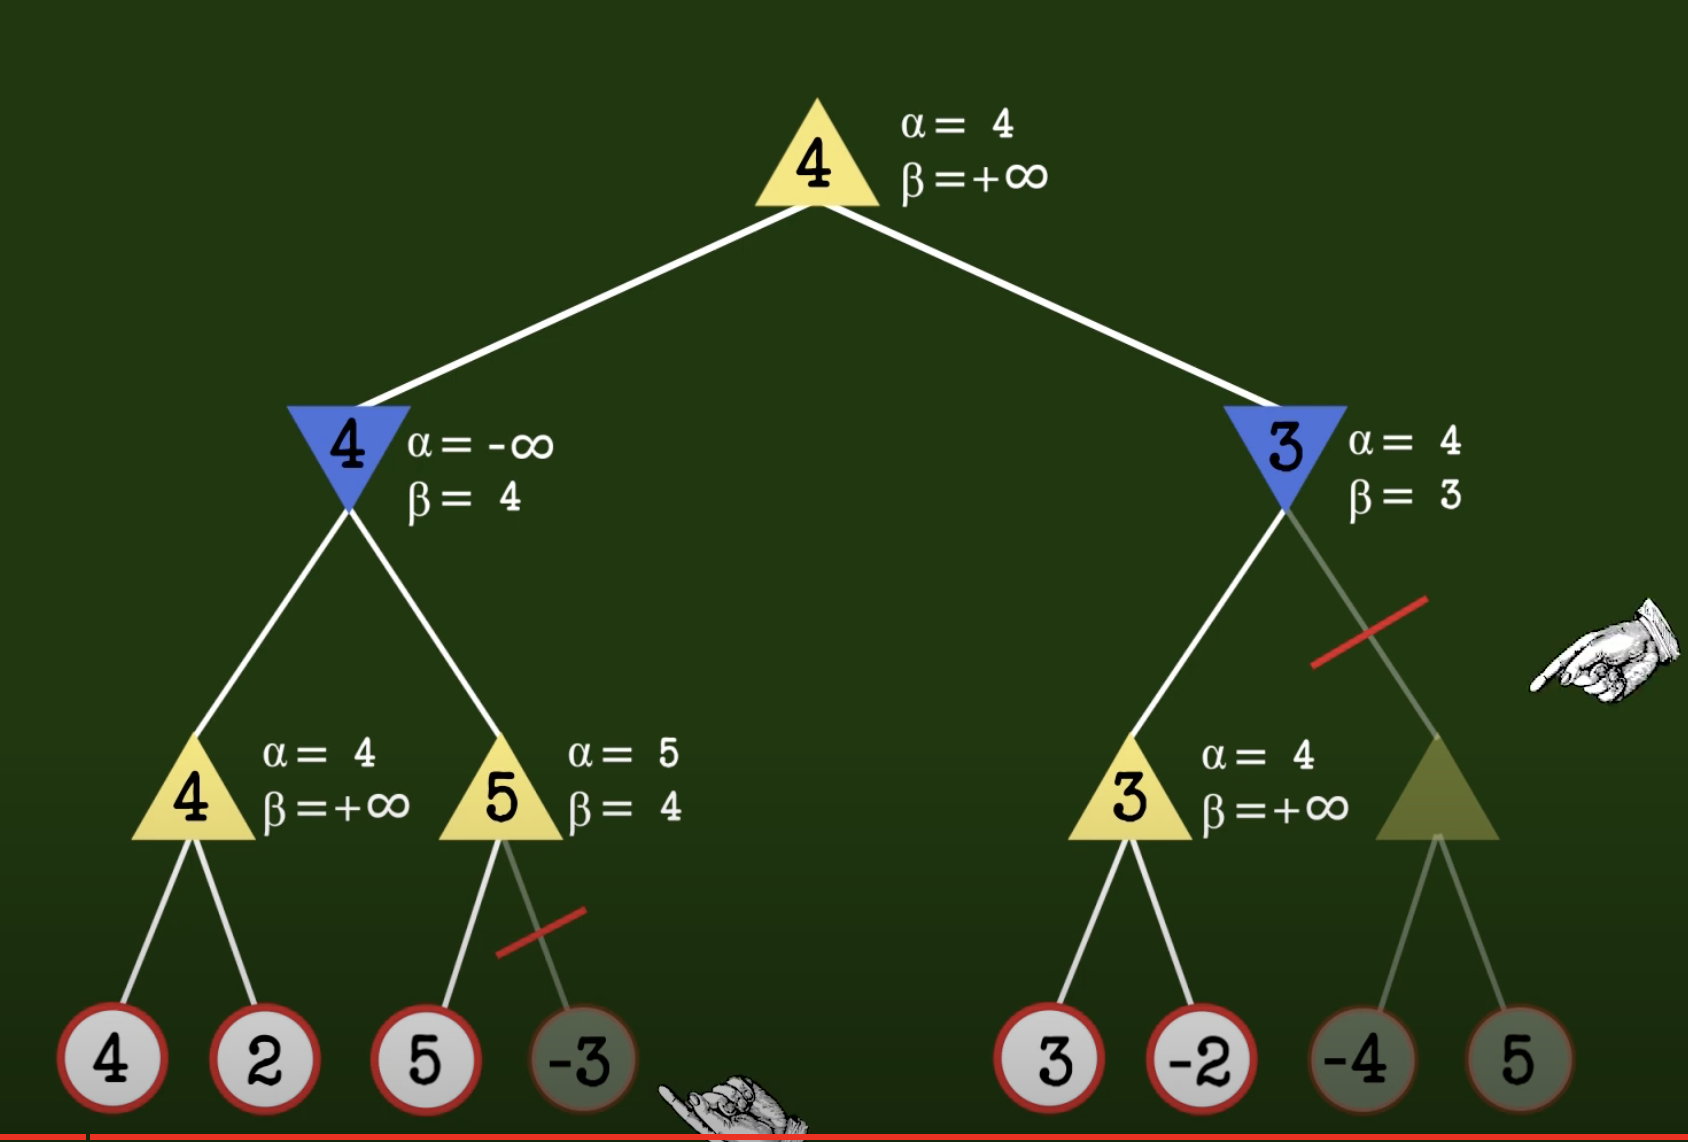 4
α = 4
β = +∞
4
α = -∞
β = 4
3
α = 4
β = 3
4
α = 4
β = +∞
5
α = 5
β = 4
3
α = 4
β = +∞
4
2
5
-3
3
-2
-4
5